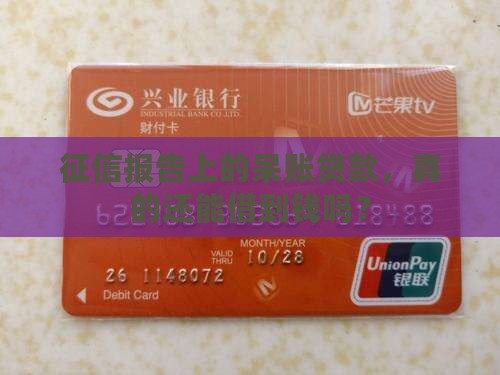 兴业银行
INDUSTRIAL BANK CO.,LTD.
财付卡
芒果tv
征信报告上的呆账贷款，真
的还能借到钱吗？
8488
MONTH/YEAR
VALID
THRU
10/28
26 1148072
Debit Card
UnionPay
银联